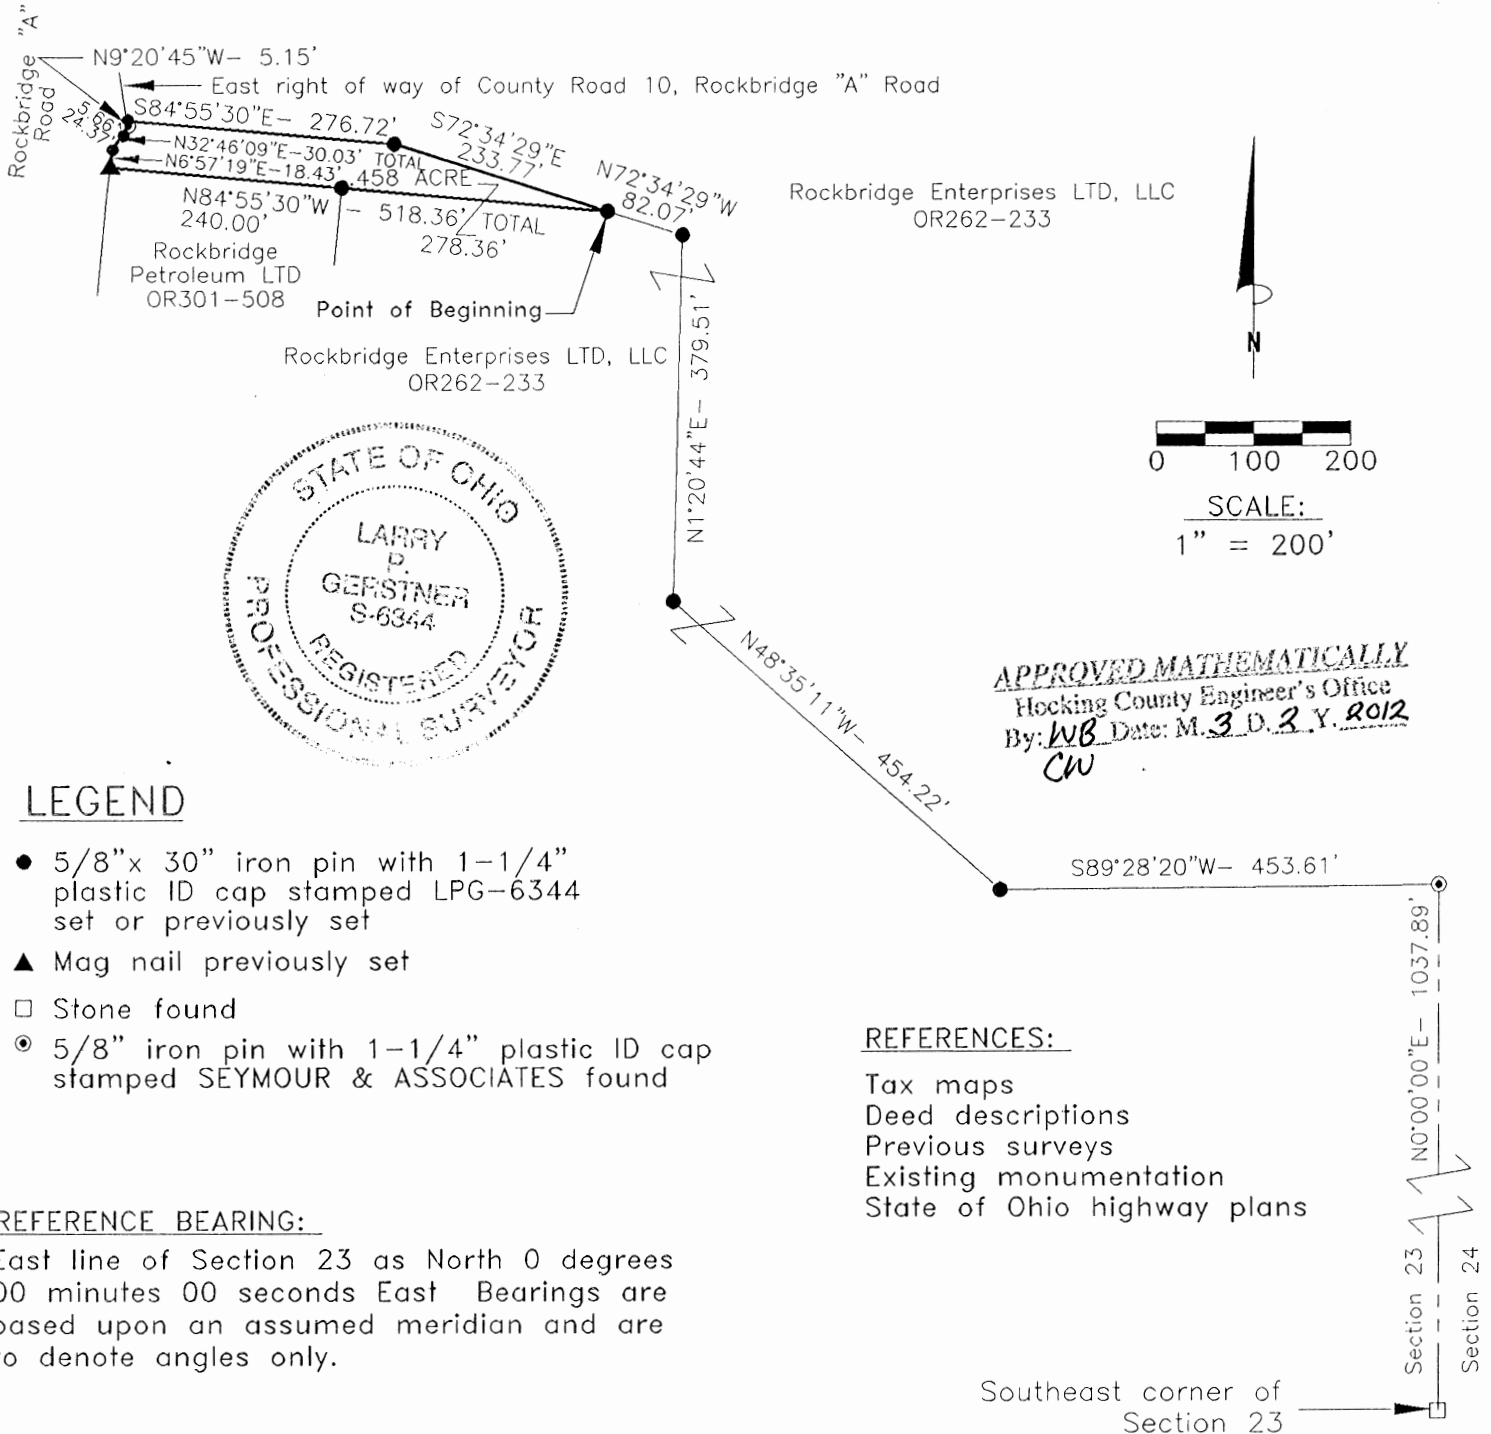 Rockbridge "A"
Road
N9°20'45"W– 5.15'
East right of way of County Road 10, Rockbridge "A" Road
5.66'
24.37'
S84°55'30"E– 276.72'
S72°34'29"E
233.77'
N32°46'09"E–30.03' TOTAL
N6°57'19"E–18.43'
.458 ACRE
N72°34'29"W
82.07'
N84°55'30"W – 518.36' TOTAL
240.00'
278.36'
Rockbridge
Petroleum LTD
OR301–508
Point of Beginning
Rockbridge Enterprises LTD, LLC
OR262–233
Rockbridge Enterprises LTD, LLC
OR262–233
N
0 100 200
SCALE:
1" = 200'
N1°20'44"E– 379.51'
STATE OF OHIO
LARRY
P.
GERSTNER
S-6344
REGISTERED
PROFESSIONAL SURVEYOR
N48°35'11"W– 454.22'
APPROVED MATHEMATICALLY
Hocking County Engineer's Office
By: WB Date: M. 3 D. 2 Y. 2012
CW
S89°28'20"W– 453.61'
N0°00'00"E– 1037.89'
LEGEND
5/8"x 30" iron pin with 1–1/4"
plastic ID cap stamped LPG–6344
set or previously set
Mag nail previously set
Stone found
5/8" iron pin with 1–1/4" plastic ID cap
stamped SEYMOUR & ASSOCIATES found
REFERENCES:
Tax maps
Deed descriptions
Previous surveys
Existing monumentation
State of Ohio highway plans
REFERENCE BEARING:
East line of Section 23 as North 0 degrees
00 minutes 00 seconds East Bearings are
based upon an assumed meridian and are
to denote angles only.
Section 23
Section 24
Southeast corner of
Section 23